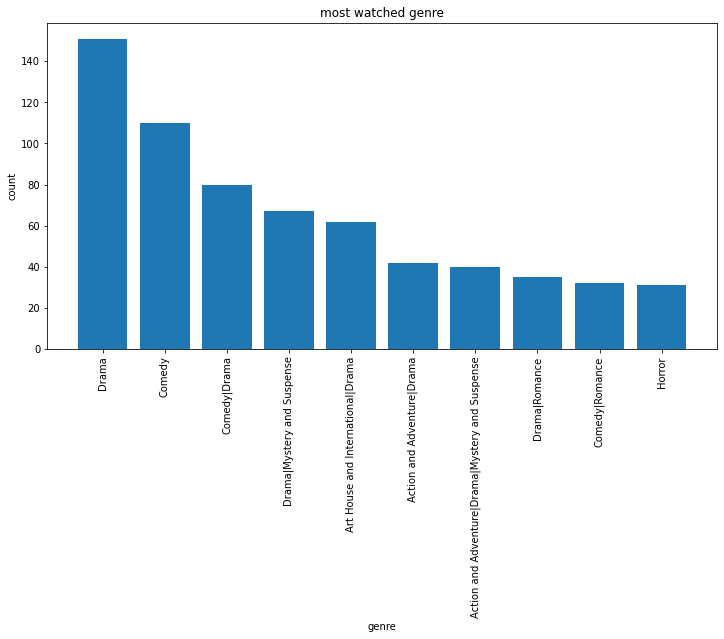 most watched genre
count
140
120
100
80
60
40
20
0
Drama
Comedy
Comedy|Drama
Drama|Mystery and Suspense
Art House and International|Drama
Action and Adventure|Drama
Action and Adventure|Drama|Mystery and Suspense
Drama|Romance
Comedy|Romance
Horror
genre